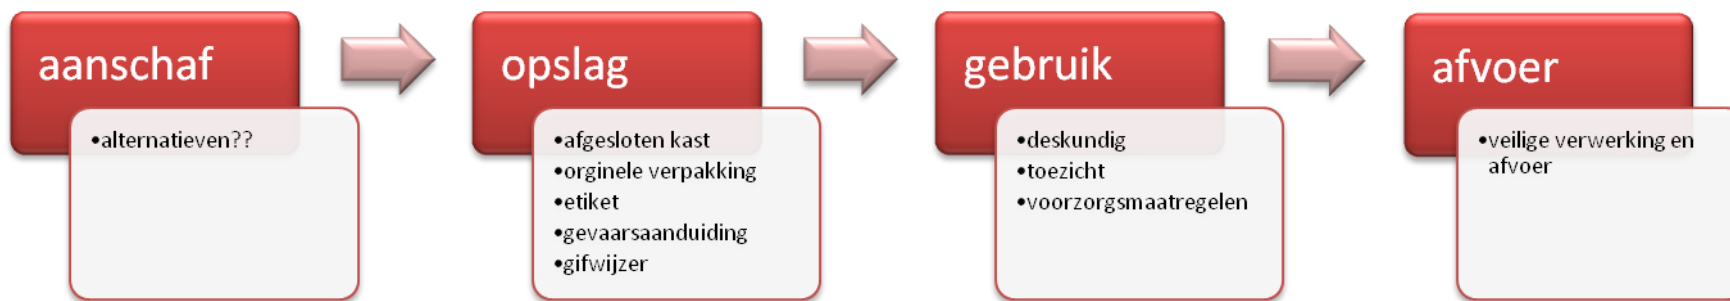 aanschaf
•alternatieven??
opslag
•afgesloten kast
•orginele verpakking
•etiket
•gevaarsaanduiding
•gifwijzer
gebruik
•deskundig
•toezicht
•voorzorgsmaatregelen
afvoer
•veilige verwerking en
afvoer